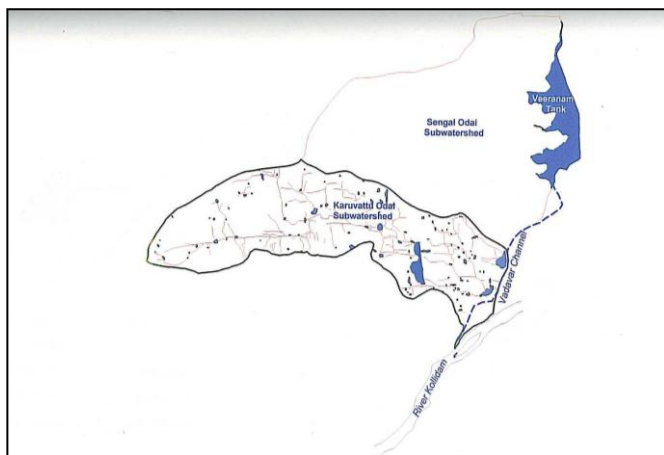 Veeranam
Tank
Sengal Odai
Subwatershed
Karuvattu Odai
Subwatershed
Vadavar Channel
River Kollidam